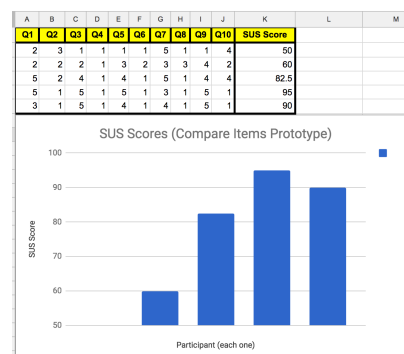 A B C D E F G H I J K L M
Q1 Q2 Q3 Q4 Q5 Q6 Q7 Q8 Q9 Q10 SUS Score
2 3 1 1 1 1 5 1 1 4 50
2 2 2 1 3 2 3 3 4 2 60
5 2 4 1 5 1 4 1 4 4 82.5
5 1 5 1 5 1 3 1 5 1 95
3 1 5 1 4 1 4 1 5 1 90
SUS Scores (Compare Items Prototype)
100
90
80
70
60
50
SUS Score
Participant (each one)